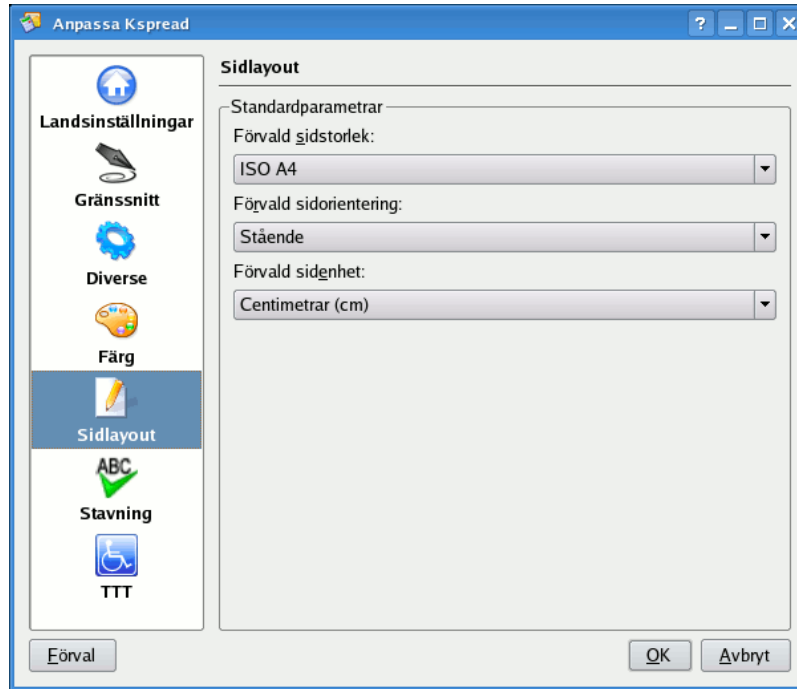 Anpassa Kspread
Landsinställningar
Gränssnitt
Diverse
Färg
Sidlayout
ABC
Stavning
TTT
Sidlayout
Standardparametrar
Förvald sidstorlek:
ISO A4
Förvald sidorientering:
Stående
Förvald sidenhet:
Centimetrar (cm)
Förval
OK
Avbryt